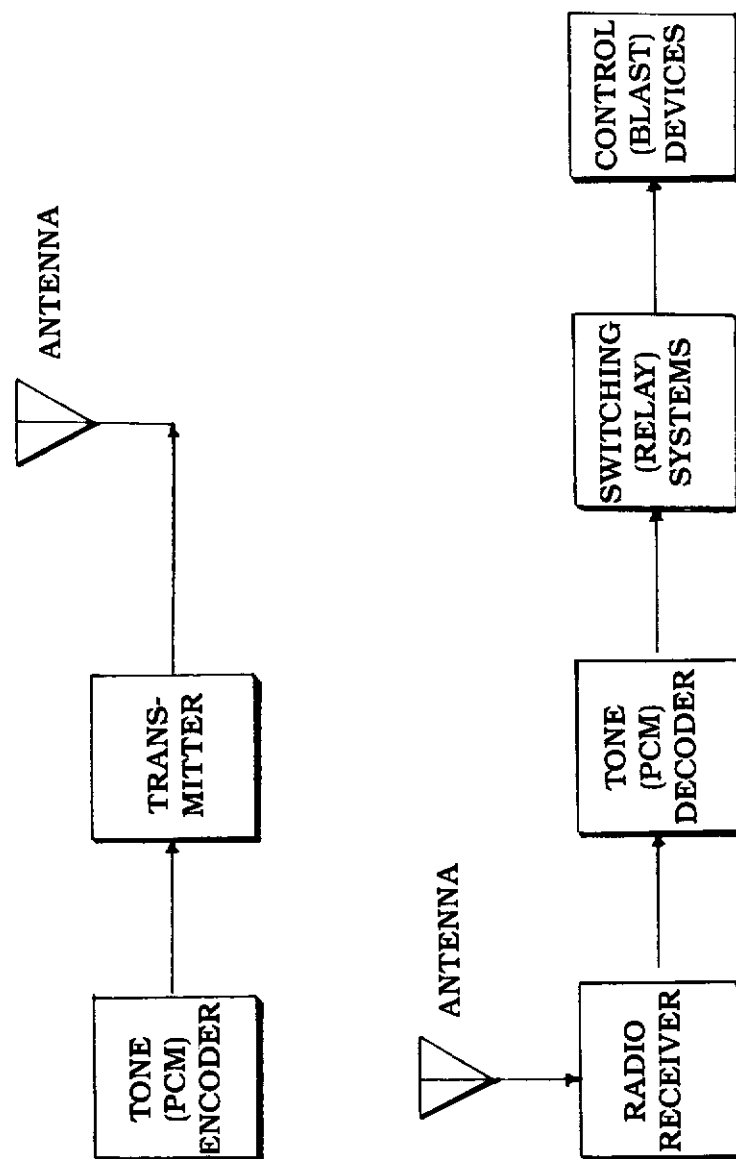 ANTENNA
TONE
(PCM)
ENCODER
TRANS-
MITTER
ANTENNA
RADIO
RECEIVER
TONE
(PCM)
DECODER
SWITCHING
(RELAY)
SYSTEMS
CONTROL
(BLAST)
DEVICES